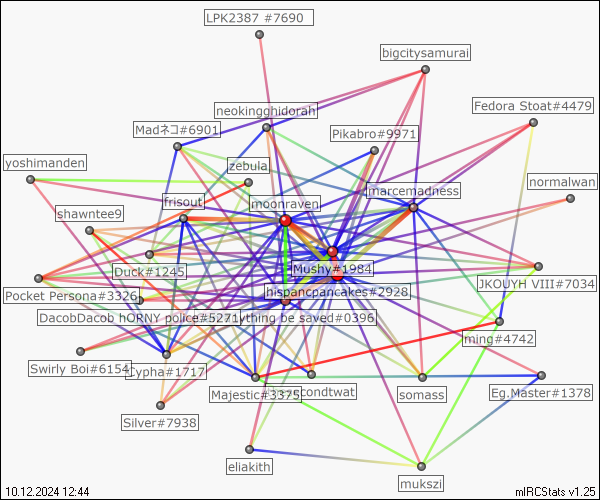 LPK2387 #7690
bigcitysamurai
Fedora Stoat#4479
neokingghidorah
Madネコ#6901
Pikabro#9971
yoshimanden
zebula
normalwan
marcemadness
frisout
moonraven
shawntee9
Mushy#1984
Duck#1245
JKOUYH VIII#7034
hispancpancakes#2928
Pocket Persona#3326
DacobDacob hORNY police#5271ything be saved#0396
ming#4742
Swirly Boi#6154
Cypha#1717
Majestic#3375
econdtwat
somass
Eg.Master#1378
Silver#7938
eliakith
mukszi
10.12.2024 12:44
mIRCStats v1.25